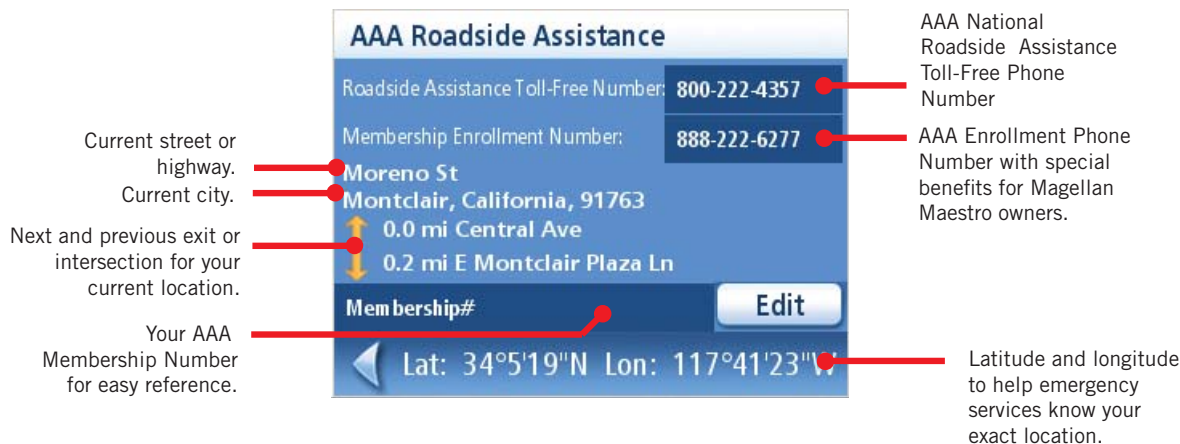 AAA Roadside Assistance
Roadside Assistance Toll-Free Number: 800-222-4357
Membership Enrollment Number: 888-222-6277
Moreno St
Montclair, California, 91763
0.0 mi Central Ave
0.2 mi E Montclair Plaza Ln
Membership# Edit
Lat: 34°5'19"N Lon: 117°41'23"W
Current street or
highway.
Current city.
Next and previous exit or
intersection for your
current location.
Your AAA
Membership Number
for easy reference.
AAA National
Roadside Assistance
Toll-Free Phone
Number
AAA Enrollment Phone
Number with special
benefits for Magellan
Maestro owners.
Latitude and longitude
to help emergency
services know your
exact location.